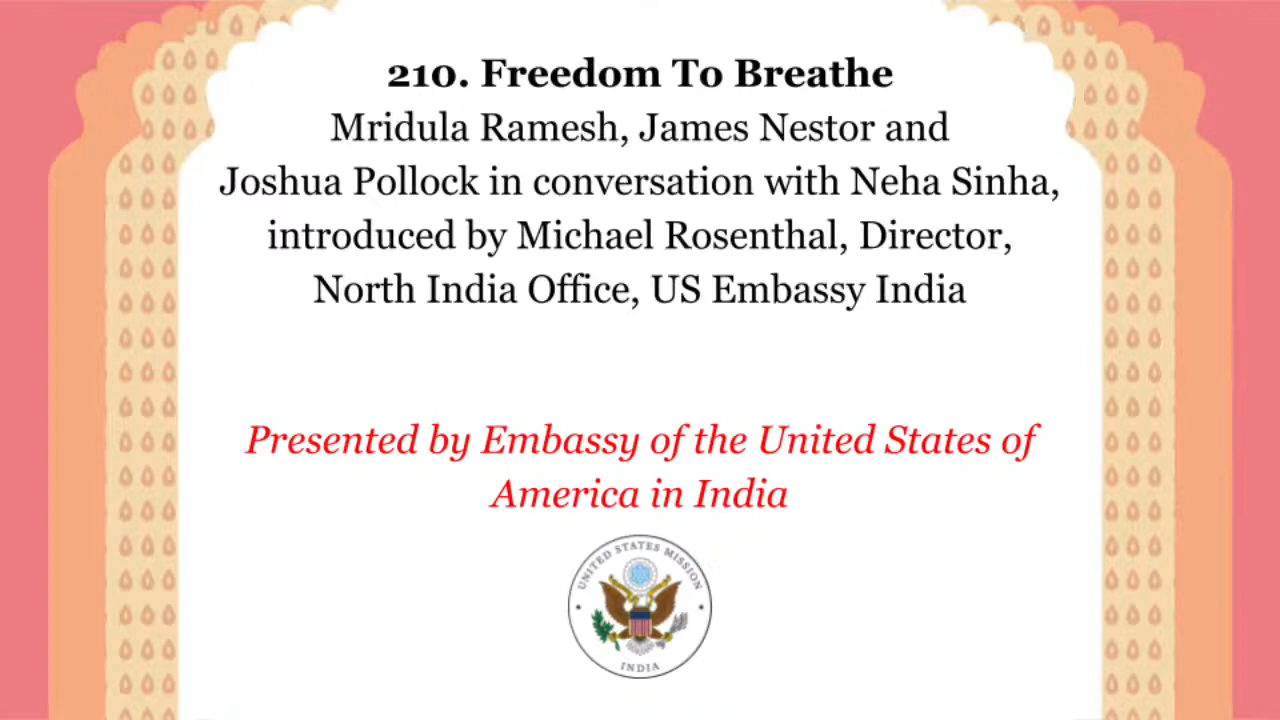 210. Freedom To Breathe
Mridula Ramesh, James Nestor and
Joshua Pollock in conversation with Neha Sinha,
introduced by Michael Rosenthal, Director,
North India Office, US Embassy India
Presented by Embassy of the United States of
America in India
UNITED STATES MISSION
INDIA